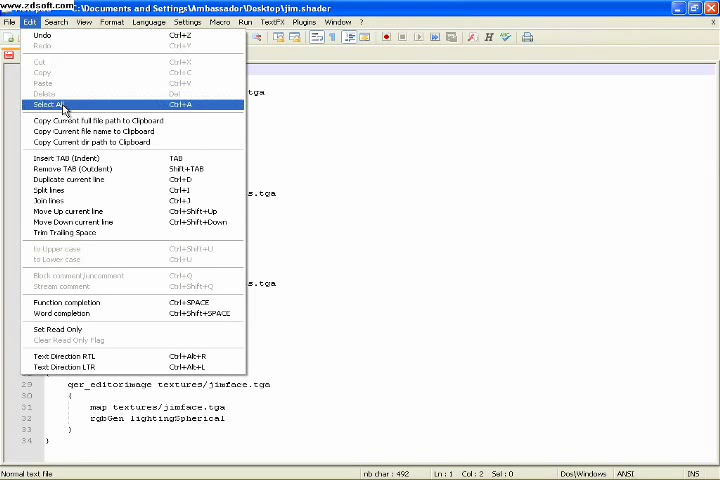 www.zdsoft.com
C:\Documents and Settings\Ambassador\Desktop\jim.shader
File Edit Search View Format Language Settings Macro Run TextFX Plugins Window ?
Undo Ctrl+Z
Redo Ctrl+Y
Cut Ctrl+X
Copy Ctrl+C
Paste Ctrl+V
Delete Del
Select All Ctrl+A
Copy Current full file path to Clipboard
Copy Current file name to Clipboard
Copy Current dir path to Clipboard
Insert TAB (Indent) TAB
Remove TAB (Outdent) Shift+TAB
Duplicate current line Ctrl+D
Split lines Ctrl+I
Join lines Ctrl+J
Move Up current line Ctrl+Shift+Up
Move Down current line Ctrl+Shift+Down
Trim Trailing Space
to Upper case Ctrl+Shift+U
to Lower case Ctrl+U
Block comment/uncomment Ctrl+Q
Stream comment Ctrl+Shift+Q
Function completion Ctrl+SPACE
Word completion Ctrl+Shift+SPACE
Set Read Only
Clear Read Only Flag
Text Direction RTL Ctrl+Alt+R
Text Direction LTR Ctrl+Alt+L
ga.tga
s.tga
s.tga
29 qer_editorimage textures/jimface.tga
30 {
31 map textures/jimface.tga
32 rgbGen lightingSpherical
33 }
34 }
Normal text file nb char : 492 Ln : 1 Col : 2 Sel : 0 Dos\Windows ANSI INS